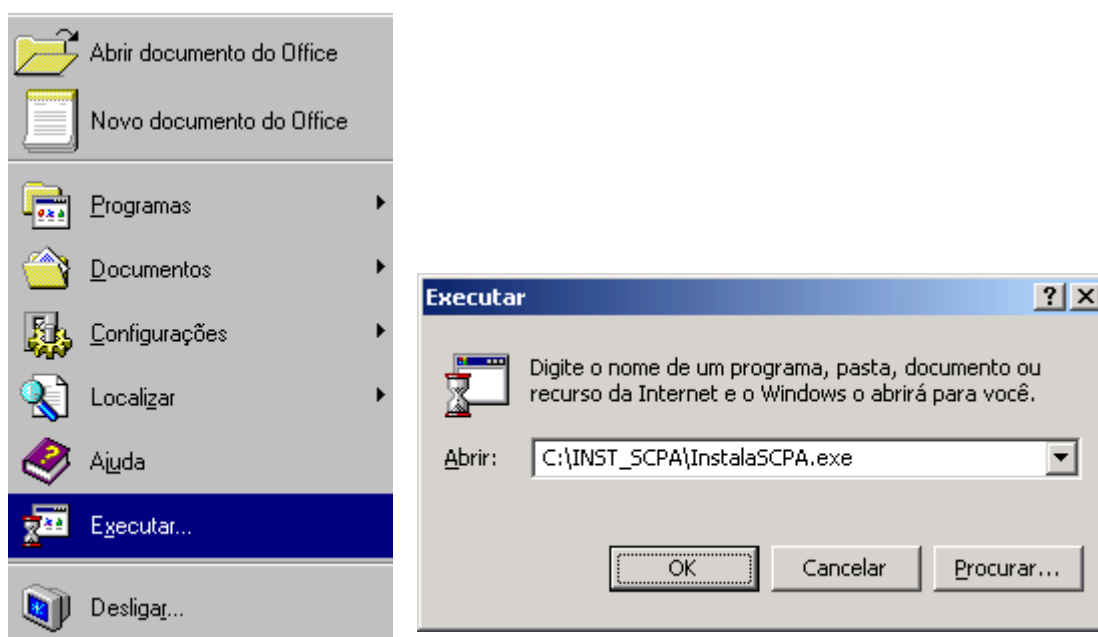 Abrir documento do Office
Novo documento do Office
Programas
Documentos
Configurações
Localizar
Ajuda
Executar...
Desligar...
Executar
Digite o nome de um programa, pasta, documento ou
recurso da Internet e o Windows o abrirá para você.
Abrir: C:\INST_SCPA\InstalaSCPA.exe
OK Cancelar Procurar...